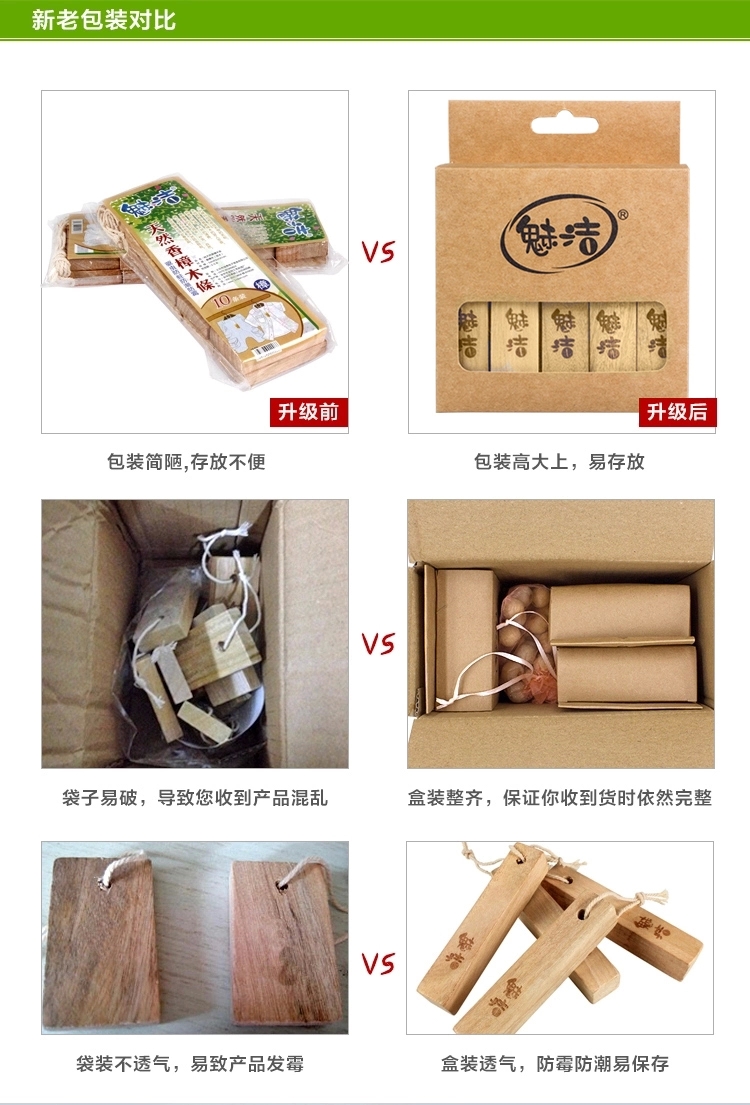 新老包装对比
魅洁
天然香樟木條
10条装
樟
VS
魅洁®
魅洁
魅洁
魅洁
魅洁
魅洁
升级前
升级后
包装简陋,存放不便
包装高大上，易存放
VS
袋子易破，导致您收到产品混乱
盒装整齐，保证你收到货时依然完整
VS
魅洁
魅洁
魅洁
袋装不透气，易致产品发霉
盒装透气，防霉防潮易保存